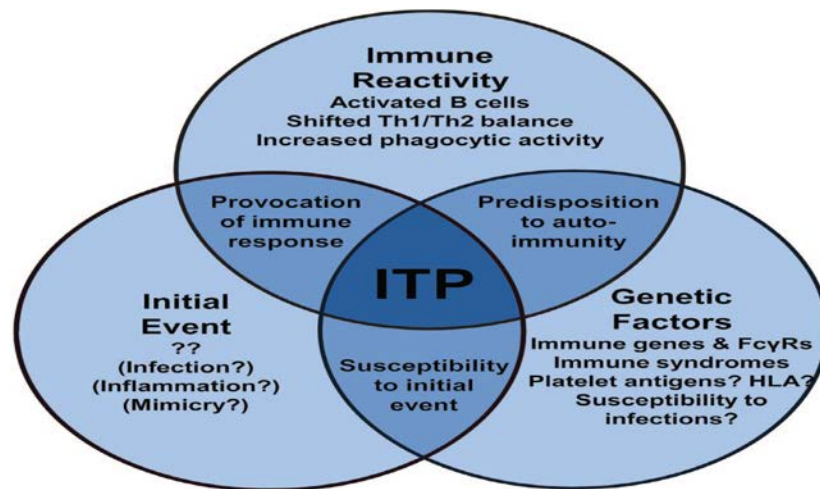 Immune
Reactivity
Activated B cells
Shifted Th1/Th2 balance
Increased phagocytic activity
Provocation
of immune
response
Predisposition
to auto-
immunity
ITP
Initial
Event
??
(Infection?)
(Inflammation?)
(Mimicry?)
Susceptibility
to initial
event
Genetic
Factors
Immune genes & FcγRs
Immune syndromes
Platelet antigens? HLA?
Susceptibility to
infections?